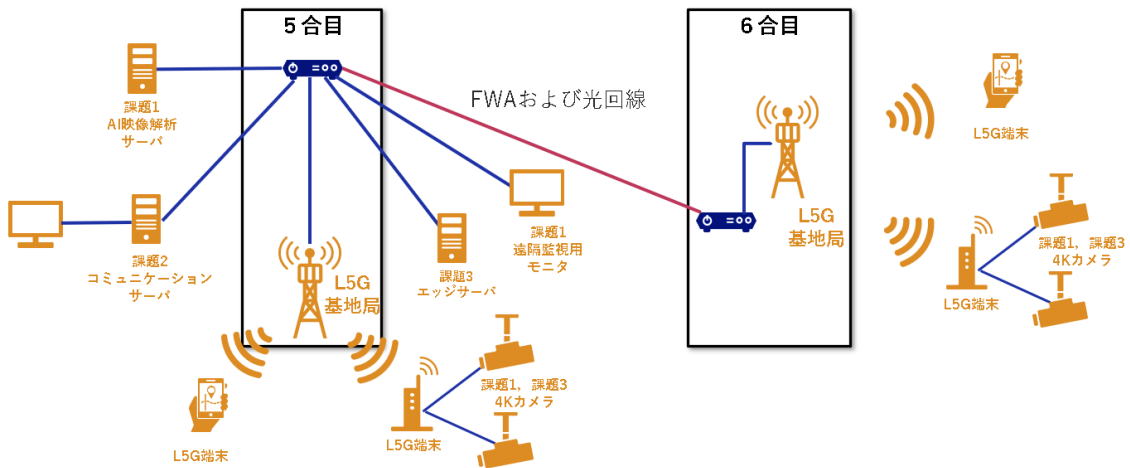 5合目
6合目
課題1
AI映像解析
サーバ
FWAおよび光回線
L5G端末
課題2
コミュニケーション
サーバ
L5G
基地局
課題3
エッジサーバ
課題1
遠隔監視用
モニタ
L5G
基地局
課題1，課題3
4Kカメラ
L5G端末
課題1，課題3
4Kカメラ
L5G端末
L5G端末